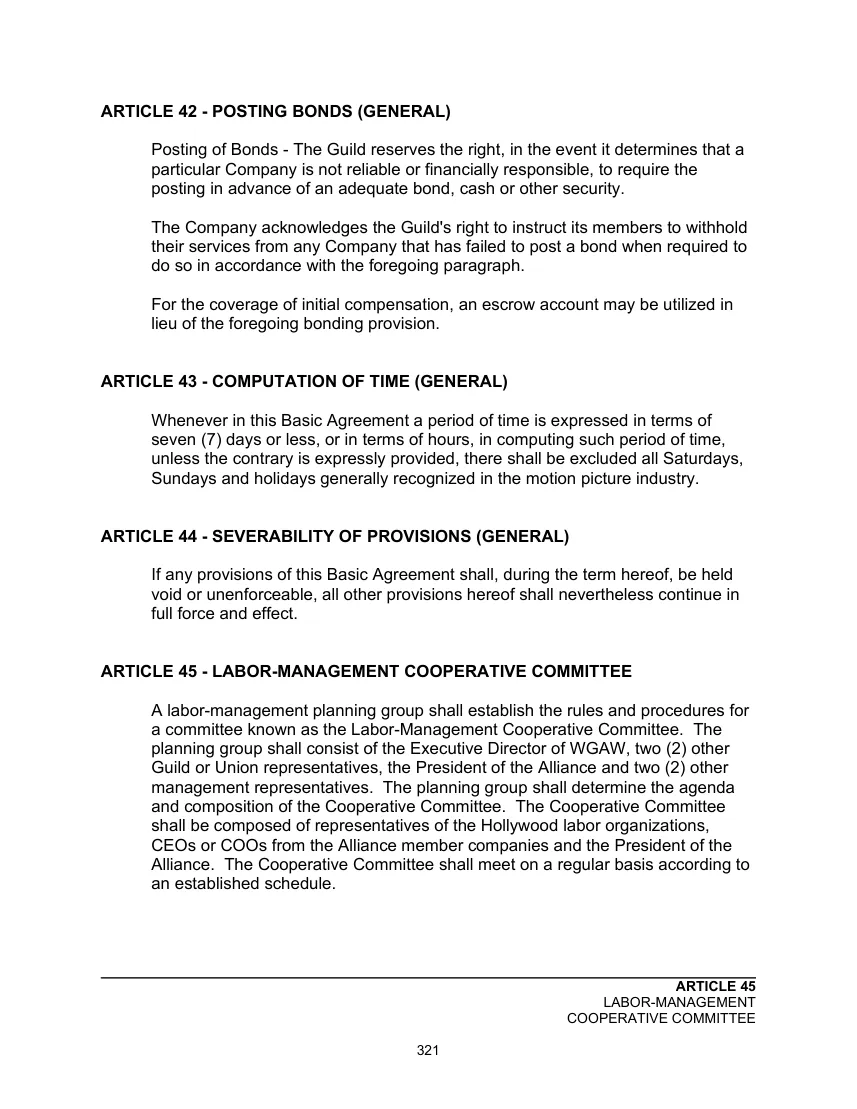 ARTICLE 42 - POSTING BONDS (GENERAL)
Posting of Bonds - The Guild reserves the right, in the event it determines that a
particular Company is not reliable or financially responsible, to require the
posting in advance of an adequate bond, cash or other security.
The Company acknowledges the Guild's right to instruct its members to withhold
their services from any Company that has failed to post a bond when required to
do so in accordance with the foregoing paragraph.
For the coverage of initial compensation, an escrow account may be utilized in
lieu of the foregoing bonding provision.
ARTICLE 43 - COMPUTATION OF TIME (GENERAL)
Whenever in this Basic Agreement a period of time is expressed in terms of
seven (7) days or less, or in terms of hours, in computing such period of time,
unless the contrary is expressly provided, there shall be excluded all Saturdays,
Sundays and holidays generally recognized in the motion picture industry.
ARTICLE 44 - SEVERABILITY OF PROVISIONS (GENERAL)
If any provisions of this Basic Agreement shall, during the term hereof, be held
void or unenforceable, all other provisions hereof shall nevertheless continue in
full force and effect.
ARTICLE 45 - LABOR-MANAGEMENT COOPERATIVE COMMITTEE
A labor-management planning group shall establish the rules and procedures for
a committee known as the Labor-Management Cooperative Committee.  The
planning group shall consist of the Executive Director of WGAW, two (2) other
Guild or Union representatives, the President of the Alliance and two (2) other
management representatives.  The planning group shall determine the agenda
and composition of the Cooperative Committee.  The Cooperative Committee
shall be composed of representatives of the Hollywood labor organizations,
CEOs or COOs from the Alliance member companies and the President of the
Alliance.  The Cooperative Committee shall meet on a regular basis according to
an established schedule.
ARTICLE 45
LABOR-MANAGEMENT
COOPERATIVE COMMITTEE
321